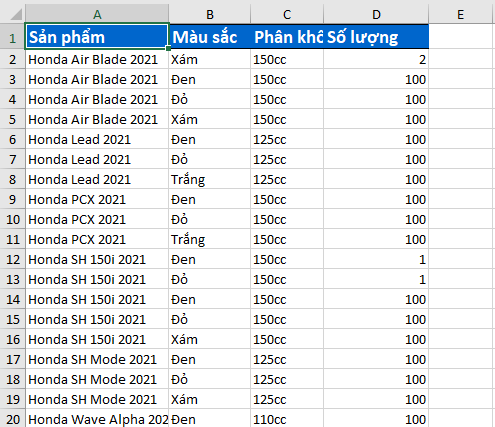 A B C D E
1 Sản phẩm Màu sắc Phân khố Số lượng
2 Honda Air Blade 2021 Xám 150cc 2
3 Honda Air Blade 2021 Đen 150cc 100
4 Honda Air Blade 2021 Đỏ 150cc 100
5 Honda Air Blade 2021 Xám 150cc 100
6 Honda Lead 2021 Đen 125cc 100
7 Honda Lead 2021 Đỏ 125cc 100
8 Honda Lead 2021 Trắng 125cc 100
9 Honda PCX 2021 Đen 150cc 100
10 Honda PCX 2021 Đỏ 150cc 100
11 Honda PCX 2021 Trắng 150cc 100
12 Honda SH 150i 2021 Đen 150cc 1
13 Honda SH 150i 2021 Đỏ 150cc 1
14 Honda SH 150i 2021 Đen 150cc 100
15 Honda SH 150i 2021 Đỏ 150cc 100
16 Honda SH 150i 2021 Xám 150cc 100
17 Honda SH Mode 2021 Đen 125cc 100
18 Honda SH Mode 2021 Đỏ 125cc 100
19 Honda SH Mode 2021 Xám 125cc 100
20 Honda Wave Alpha 202 Đen 110cc 100